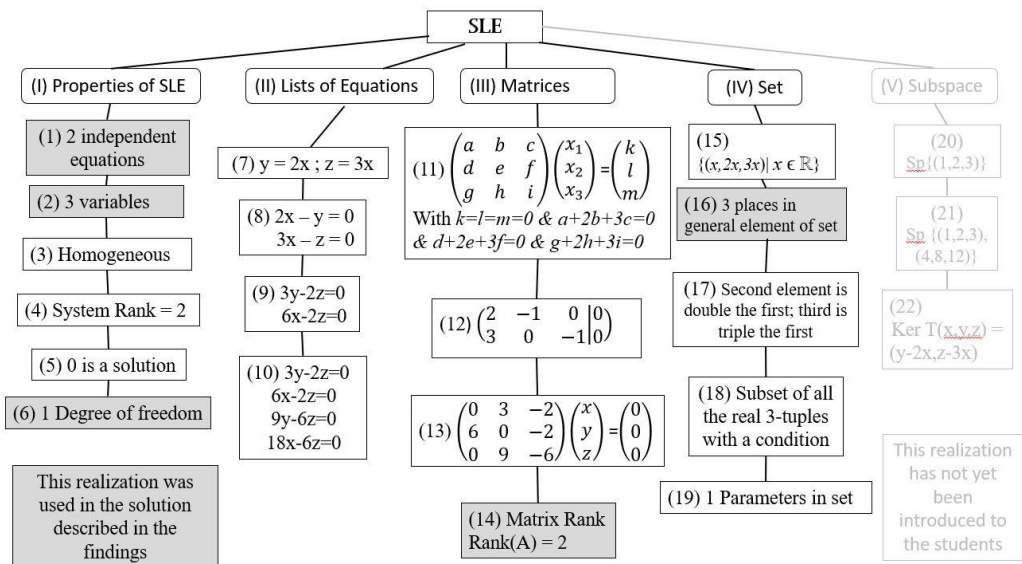 SLE
(I) Properties of SLE
(1) 2 independent
equations
(2) 3 variables
(3) Homogeneous
(4) System Rank = 2
(5) 0 is a solution
(6) 1 Degree of freedom
This realization was
used in the solution
described in the
findings
(II) Lists of Equations
(7) y = 2x ; z = 3x
(8) 2x – y = 0
3x – z = 0
(9) 3y-2z=0
6x-2z=0
(10) 3y-2z=0
6x-2z=0
9y-6z=0
18x-6z=0
(III) Matrices
(11) (a b c; d e f; g h i)(x₁; x₂; x₃)=(k; l; m)
With k=l=m=0 & a+2b+3c=0
& d+2e+3f=0 & g+2h+3i=0
(12) (2 −1 0|0; 3 0 −1|0)
(13) (0 3 −2; 6 0 −2; 0 9 −6)(x; y; z)=(0; 0; 0)
(14) Matrix Rank
Rank(A) = 2
(IV) Set
(15)
{(x,2x,3x)| x ϵ ℝ}
(16) 3 places in
general element of set
(17) Second element is
double the first; third is
triple the first
(18) Subset of all
the real 3-tuples
with a condition
(19) 1 Parameters in set
(V) Subspace
(20)
Sp{(1,2,3)}
(21)
Sp {(1,2,3),
(4,8,12)}
(22)
Ker T(x,y,z) =
(y-2x,z-3x)
This realization
has not yet
been
introduced to
the students